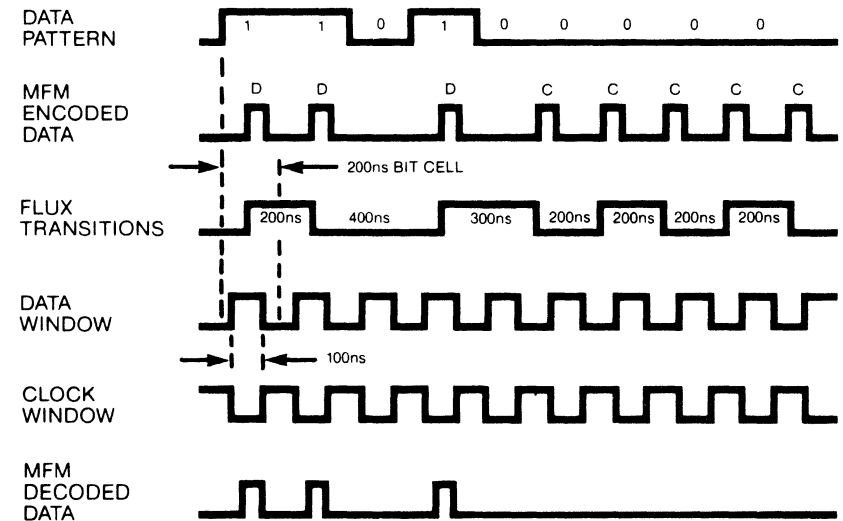 DATA
PATTERN
1 1 0 1 0 0 0 0 0
MFM
ENCODED
DATA
D D D C C C C C
200ns BIT CELL
FLUX
TRANSITIONS
200ns 400ns 300ns 200ns 200ns 200ns 200ns
DATA
WINDOW
100ns
CLOCK
WINDOW
MFM
DECODED
DATA